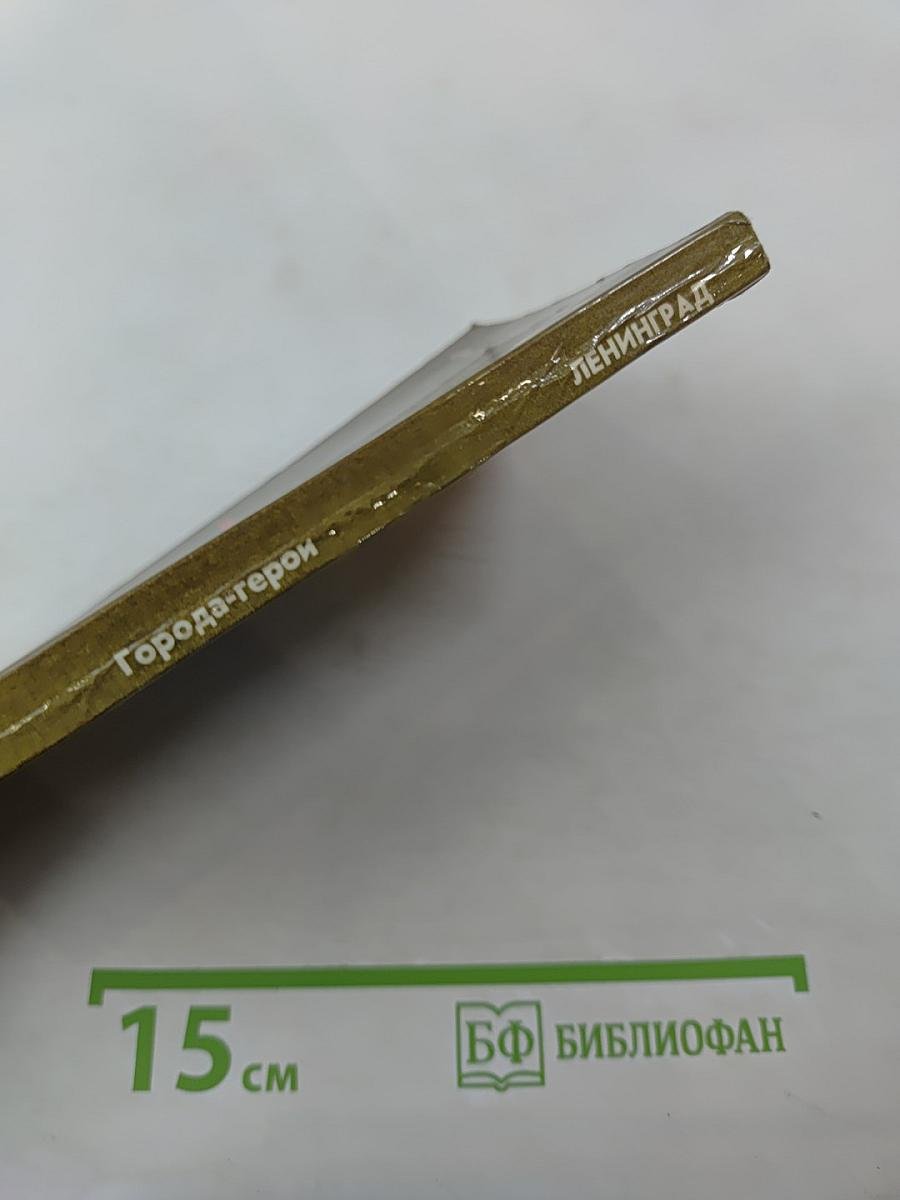 Города-герои
ЛЕНИНГРАД
15 см
БФ БИБЛИОФАН